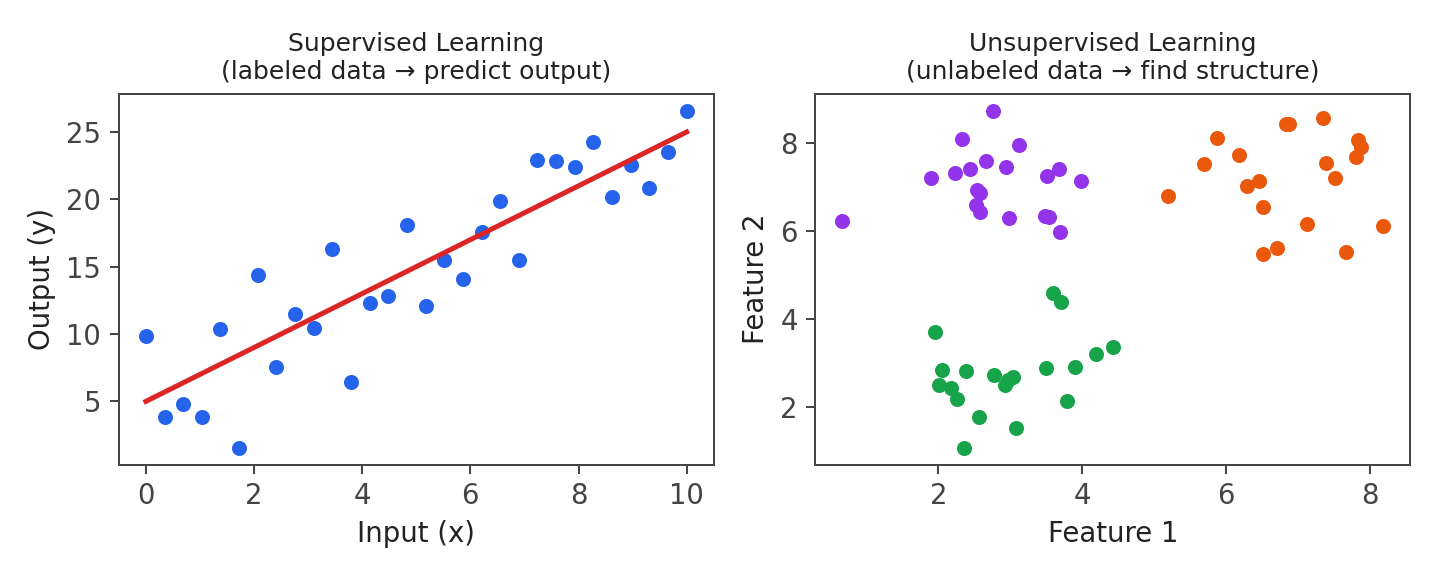 Supervised Learning
(labeled data → predict output)
25
20
15
10
5
Output (y)
0 2 4 6 8 10
Input (x)
Unsupervised Learning
(unlabeled data → find structure)
8
6
4
2
Feature 2
2 4 6 8
Feature 1